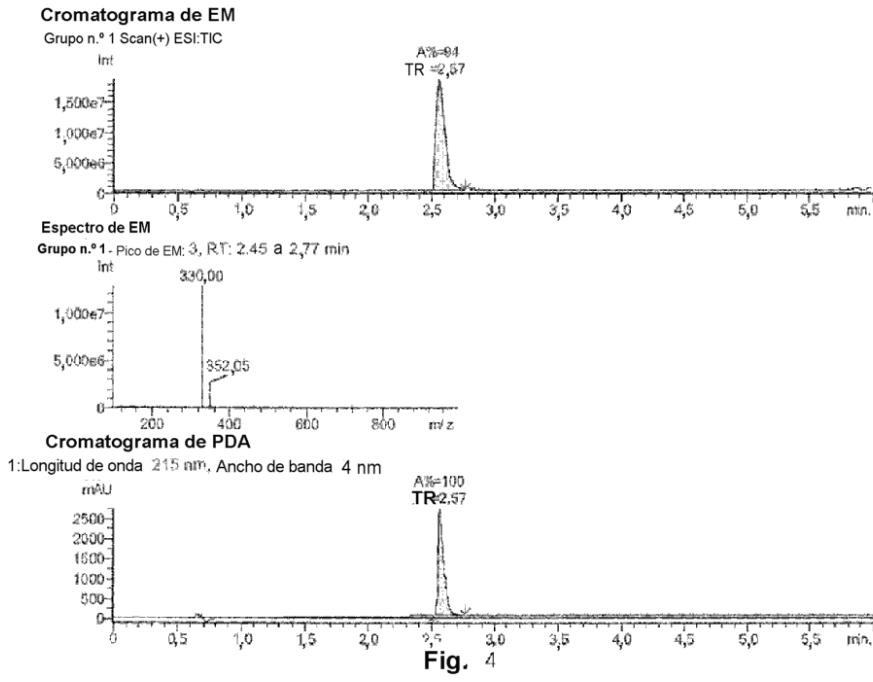 Cromatograma de EM
Grupo n.º 1 Scan(+) ESI:TIC
Int
A%=94
TR =2,57
1,500e7
1,000e7
5,000e6
0
0 0,5 1,0 1,5 2,0 2,5 3,0 3,5 4,0 4,5 5,0 5,5 min.
Espectro de EM
Grupo n.º 1 - Pico de EM: 3, RT: 2.45 a 2,77 min
Int
330,00
1,000e7
5,000e6
352,05
0
200 400 600 800 m/z
Cromatograma de PDA
1:Longitud de onda 215 nm, Ancho de banda 4 nm
mAU
A%=100
TR=2,57
2500
2000
1500
1000
500
0
0 0,5 1,0 1,5 2,0 2,5 3,0 3,5 4,0 4,5 5,0 5,5 min.
Fig. 4